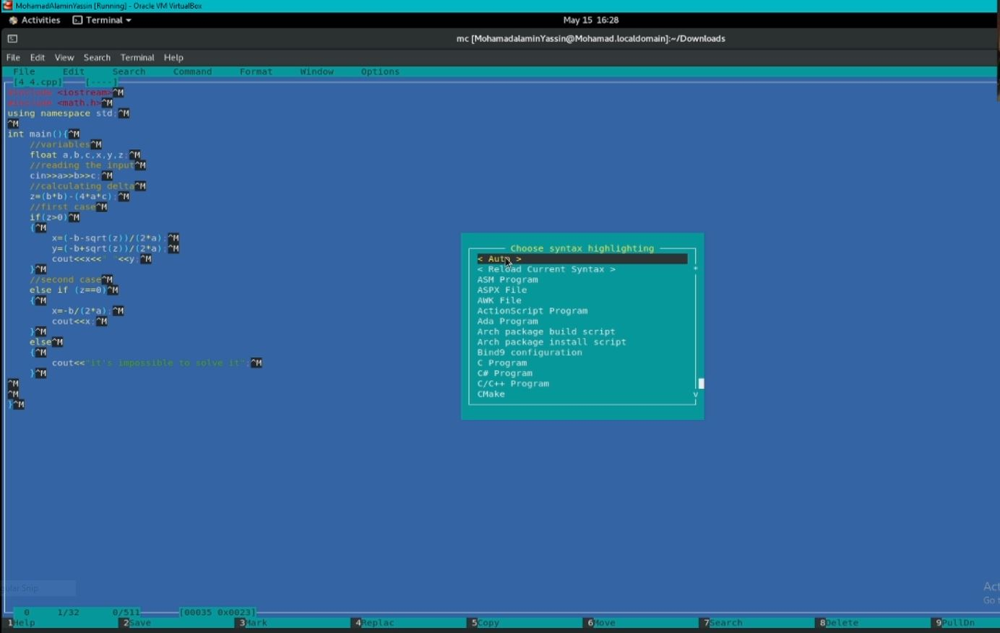 MohamadAlaminYassin [Running] - Oracle VM VirtualBox
Activities Terminal May 15 16:28
mc [MohamadalaminYassin@Mohamad.localdomain]:~/Downloads
File Edit View Search Terminal Help
File Edit Search Command Format Window Options
[4_4.cpp] [----]
#include <iostream>^M
#include <math.h>^M
using namespace std;^M
^M
int main(){^M
//variables^M
float a,b,c,x,y,z;^M
//reading the input^M
cin>>a>>b>>c;^M
//calculating delta^M
z=(b*b)-(4*a*c);^M
//first case^M
if(z>0)^M
{^M
x=(-b-sqrt(z))/(2*a);^M
y=(-b+sqrt(z))/(2*a);^M
cout<<x<<" "<<y;^M
}^M
//second case^M
else if (z==0)^M
{^M
x=-b/(2*a);^M
cout<<x;^M
}^M
else^M
{^M
cout<<"it's impossible to solve it";^M
}^M
^M
^M
}^M
Choose syntax highlighting
< Auto >
< Reload Current Syntax >
ASM Program
ASPX File
AWK File
ActionScript Program
Ada Program
Arch package build script
Arch package install script
Bind9 configuration
C Program
C# Program
C/C++ Program
CMake
gular Snip
Act
Go t
0 1/32 0/511 [00035 0x0023]
1Help 2Save 3Mark 4Replac 5Copy 6Move 7Search 8Delete 9PullDn